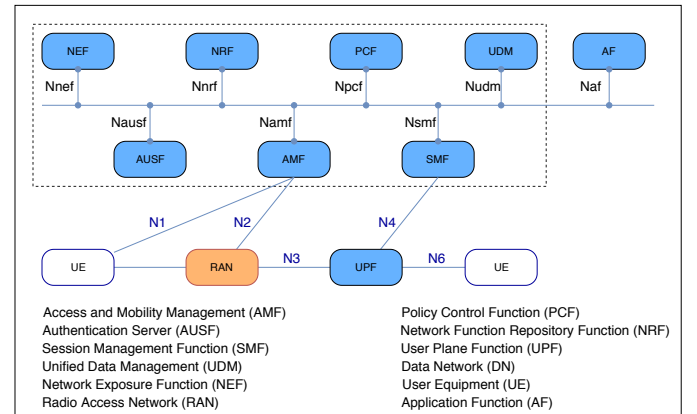 NEF NRF PCF UDM AF
Nnef Nnrf Npcf Nudm Naf
Nausf Namf Nsmf
AUSF AMF SMF
N1 N2 N4
UE RAN N3 UPF N6 UE
Access and Mobility Management (AMF)
Authentication Server (AUSF)
Session Management Function (SMF)
Unified Data Management (UDM)
Network Exposure Function (NEF)
Radio Access Network (RAN)
Policy Control Function (PCF)
Network Function Repository Function (NRF)
User Plane Function (UPF)
Data Network (DN)
User Equipment (UE)
Application Function (AF)